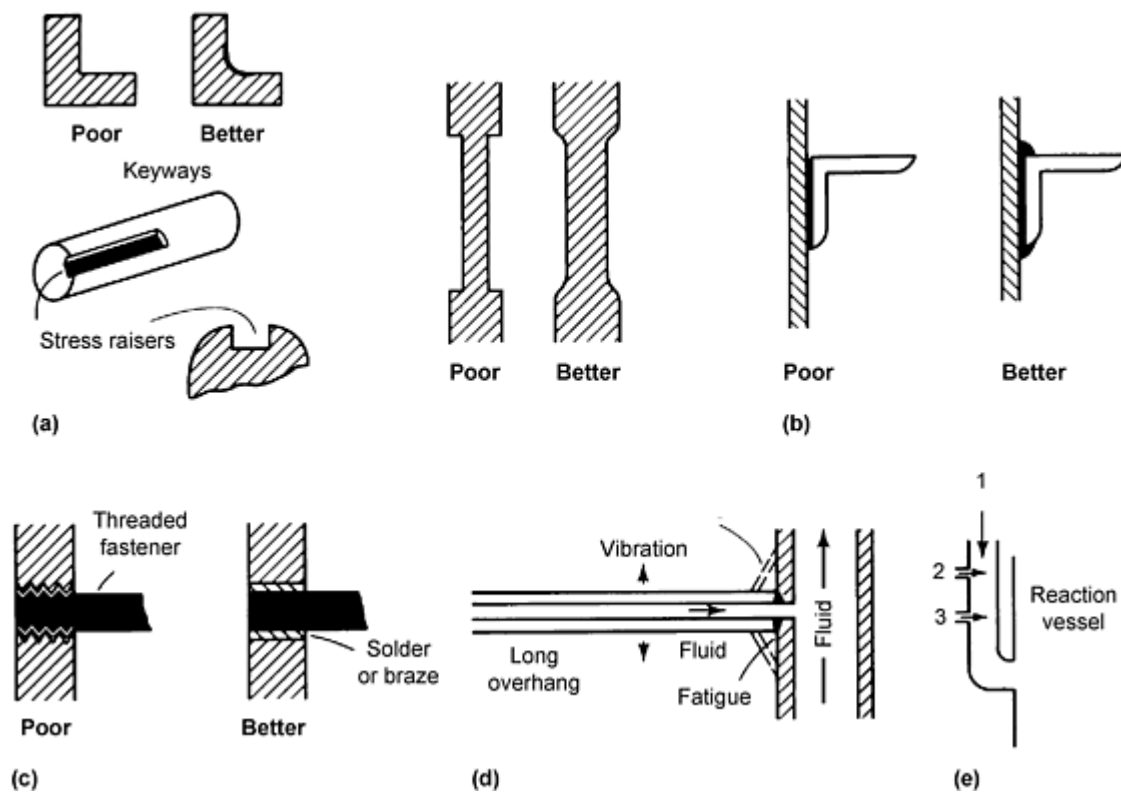 Poor
Better
Keyways
Stress raisers
(a)
Poor
Better
Poor
Better
(b)
Threaded
fastener
Poor
Solder
or braze
Better
(c)
Vibration
Long
overhang
Fluid
Fatigue
Fluid
(d)
1
2
3
Reaction
vessel
(e)